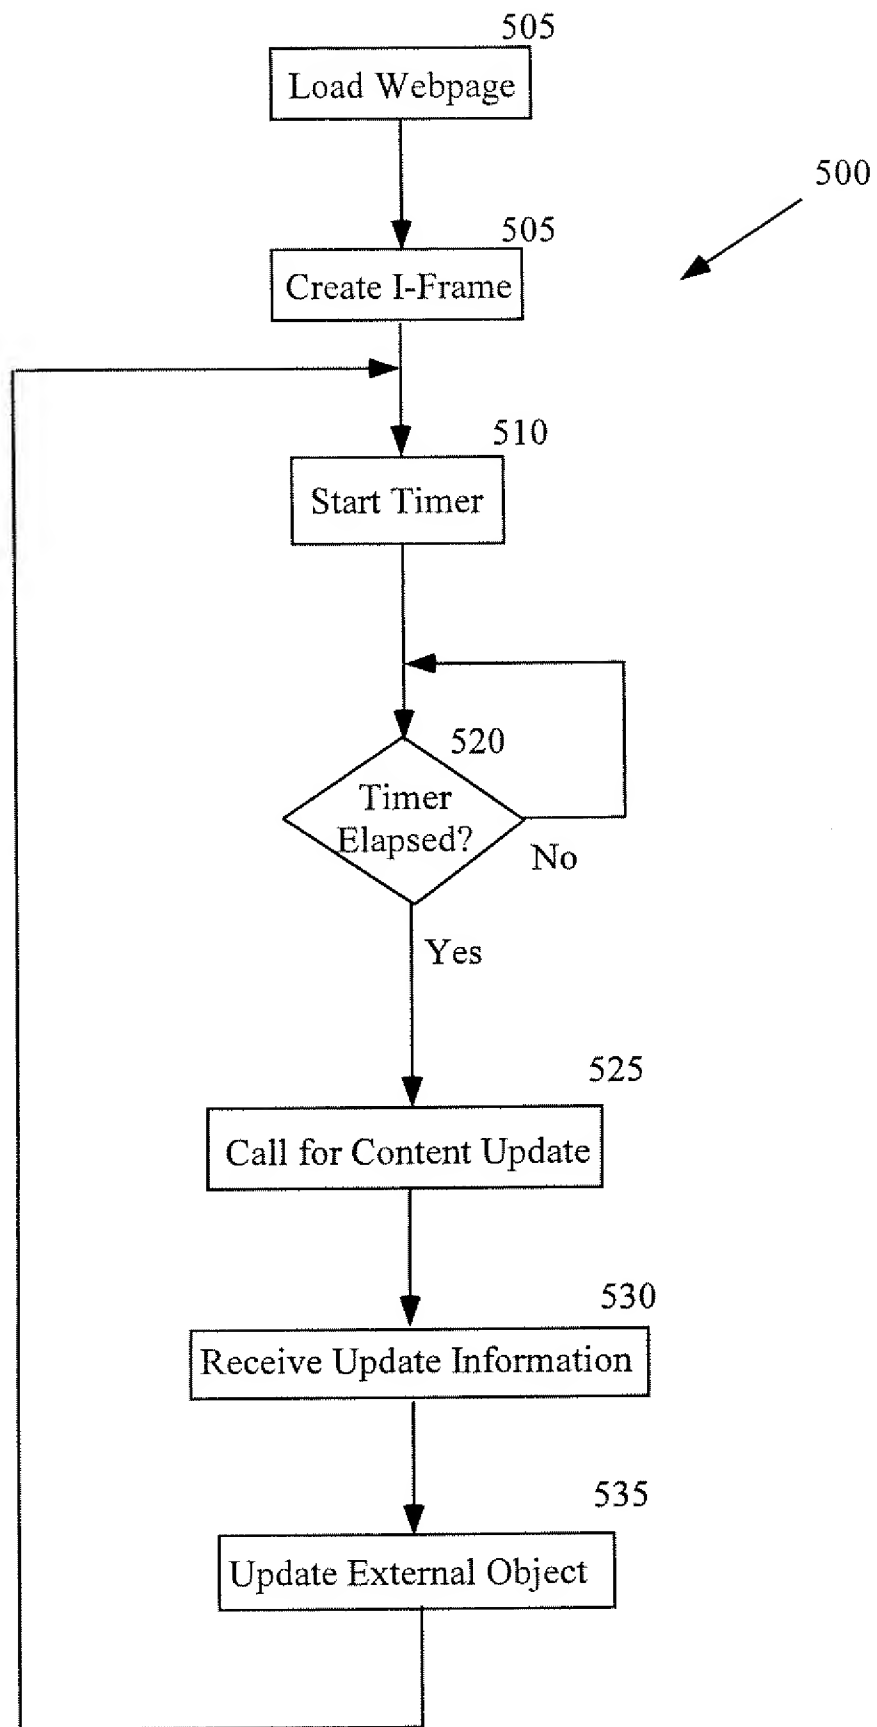 505
Load Webpage
500
505
Create I-Frame
510
Start Timer
520
Timer
Elapsed?
No
Yes
525
Call for Content Update
530
Receive Update Information
535
Update External Object